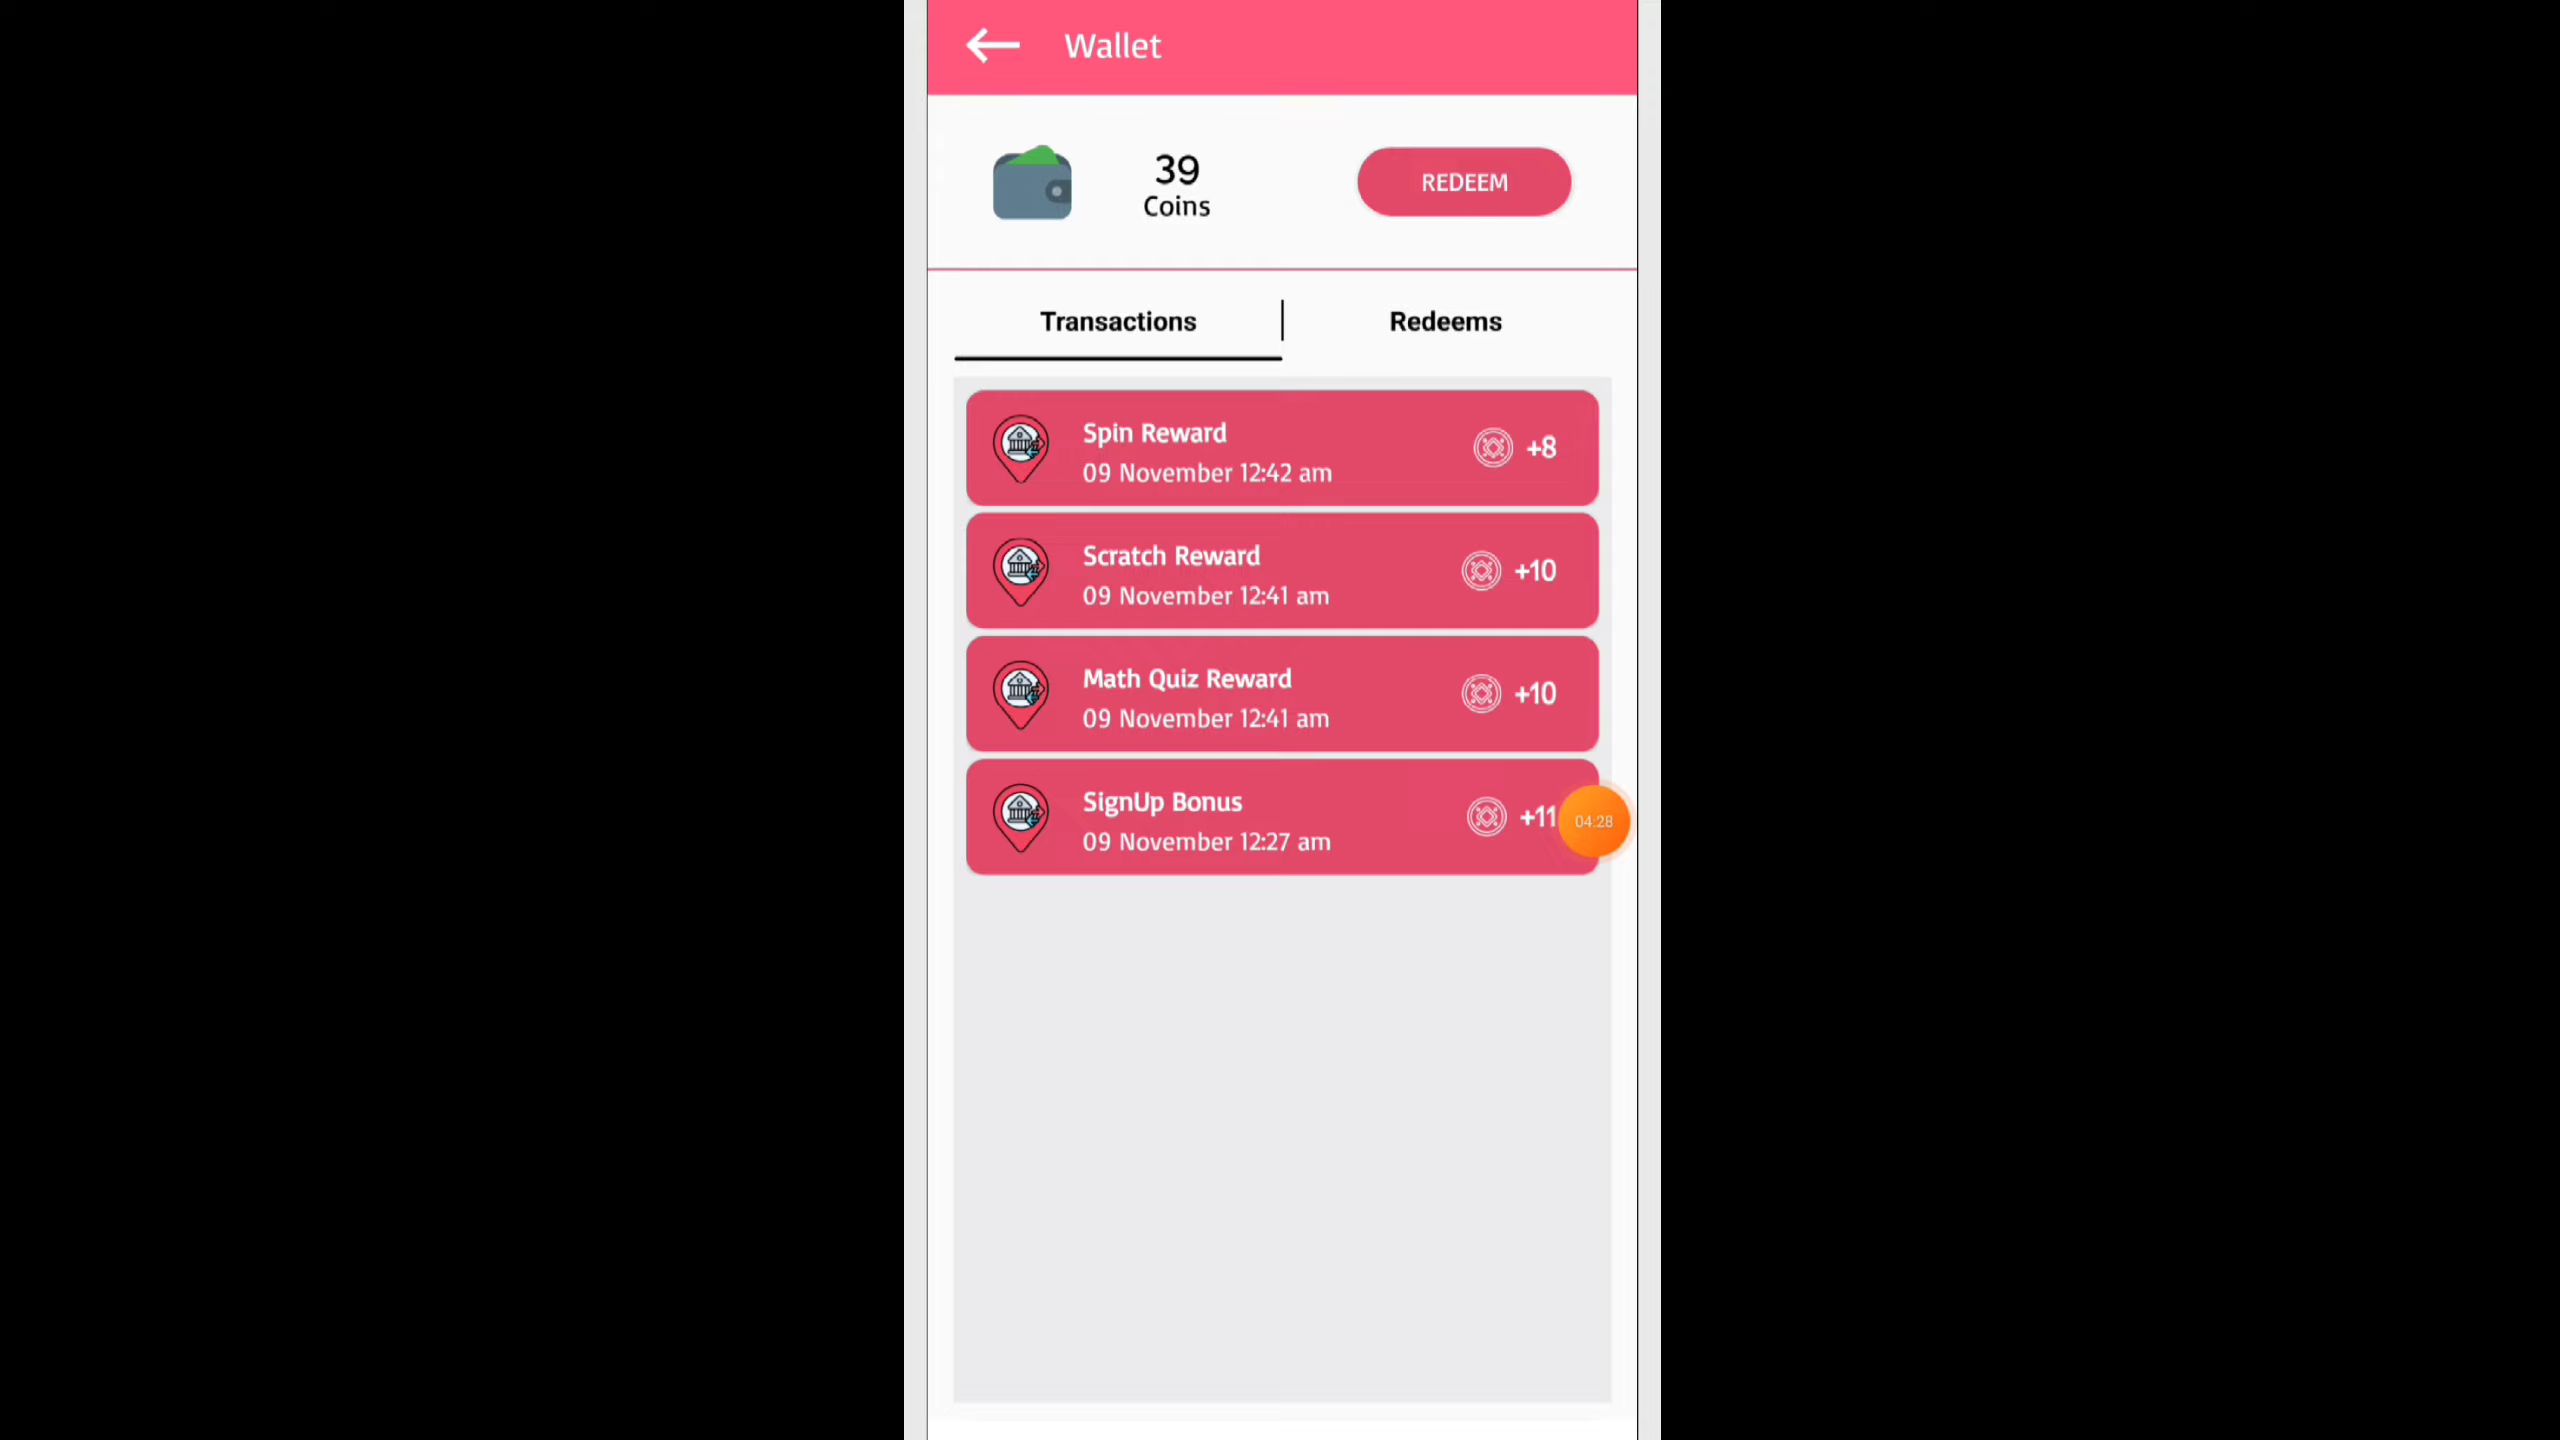 Wallet
39
Coins
REDEEM
Transactions
Redeems
Spin Reward
09 November 12:42 am
+8
Scratch Reward
09 November 12:41 am
+10
Math Quiz Reward
09 November 12:41 am
+10
SignUp Bonus
09 November 12:27 am
+11
04:28